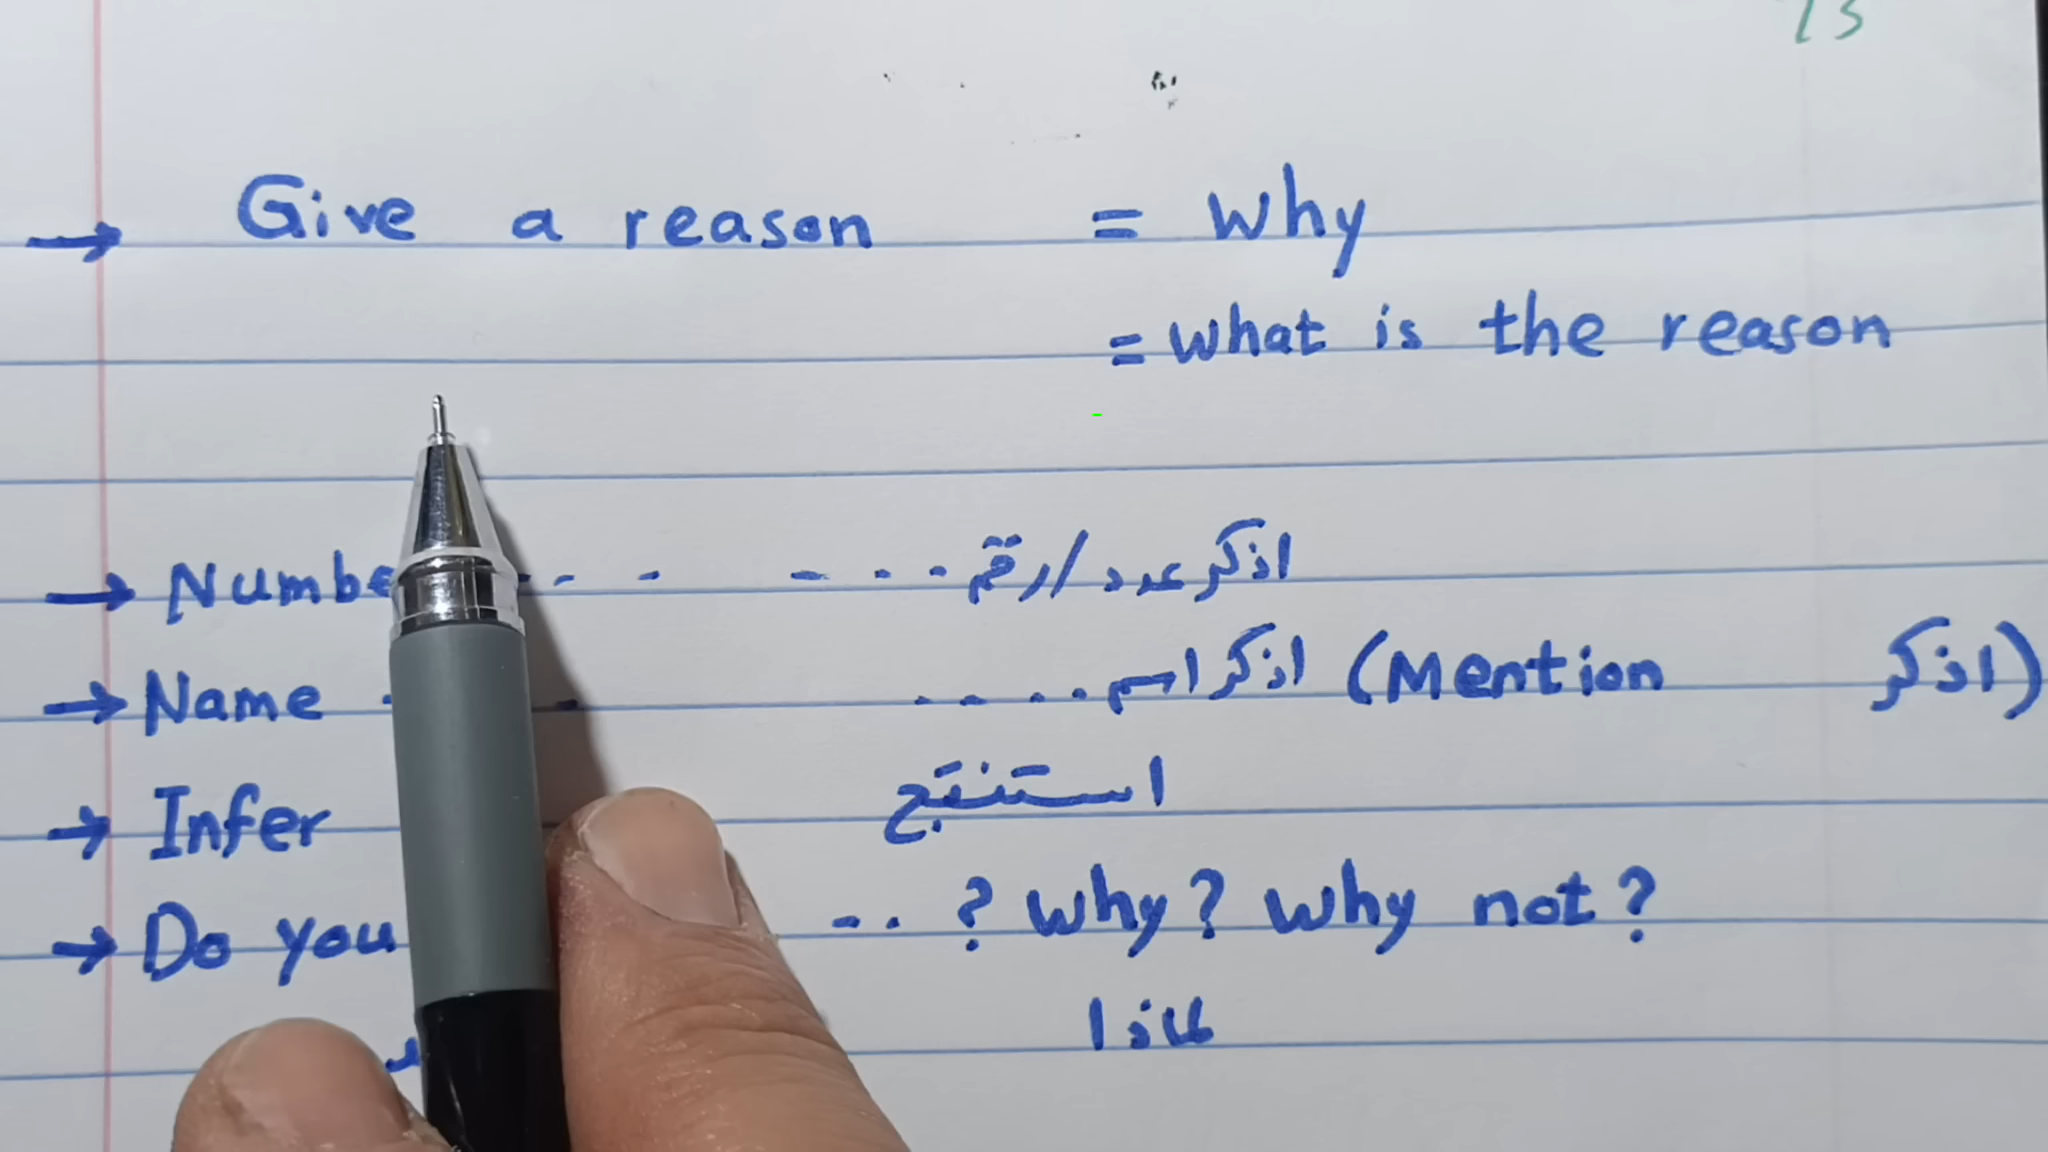 13
→ Give a reason = Why
= What is the reason
→ Numbe - - - - - - اذكر عدد / رقم
→ Name - - - - - - اذكر اسم (Mention اذكر)
→ Infer استنتج
→ Do you - - ? Why? Why not?
لماذا